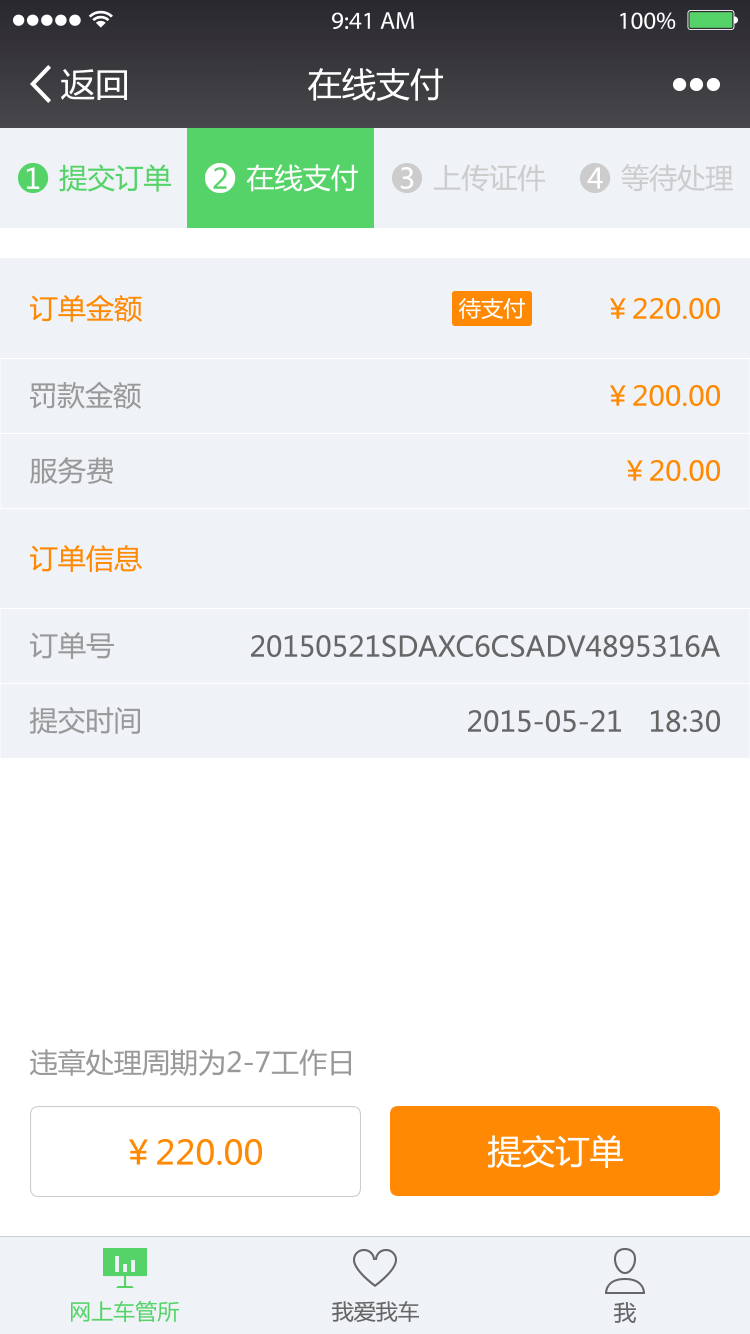 9:41 AM 100%
返回 在线支付
1 提交订单 2 在线支付 3 上传证件 4 等待处理
订单金额 待支付 ¥ 220.00
罚款金额 ¥ 200.00
服务费 ¥ 20.00
订单信息
订单号 20150521SDAXC6CSADV4895316A
提交时间 2015-05-21 18:30
违章处理周期为2-7工作日
¥ 220.00 提交订单
网上车管所 我爱我车 我